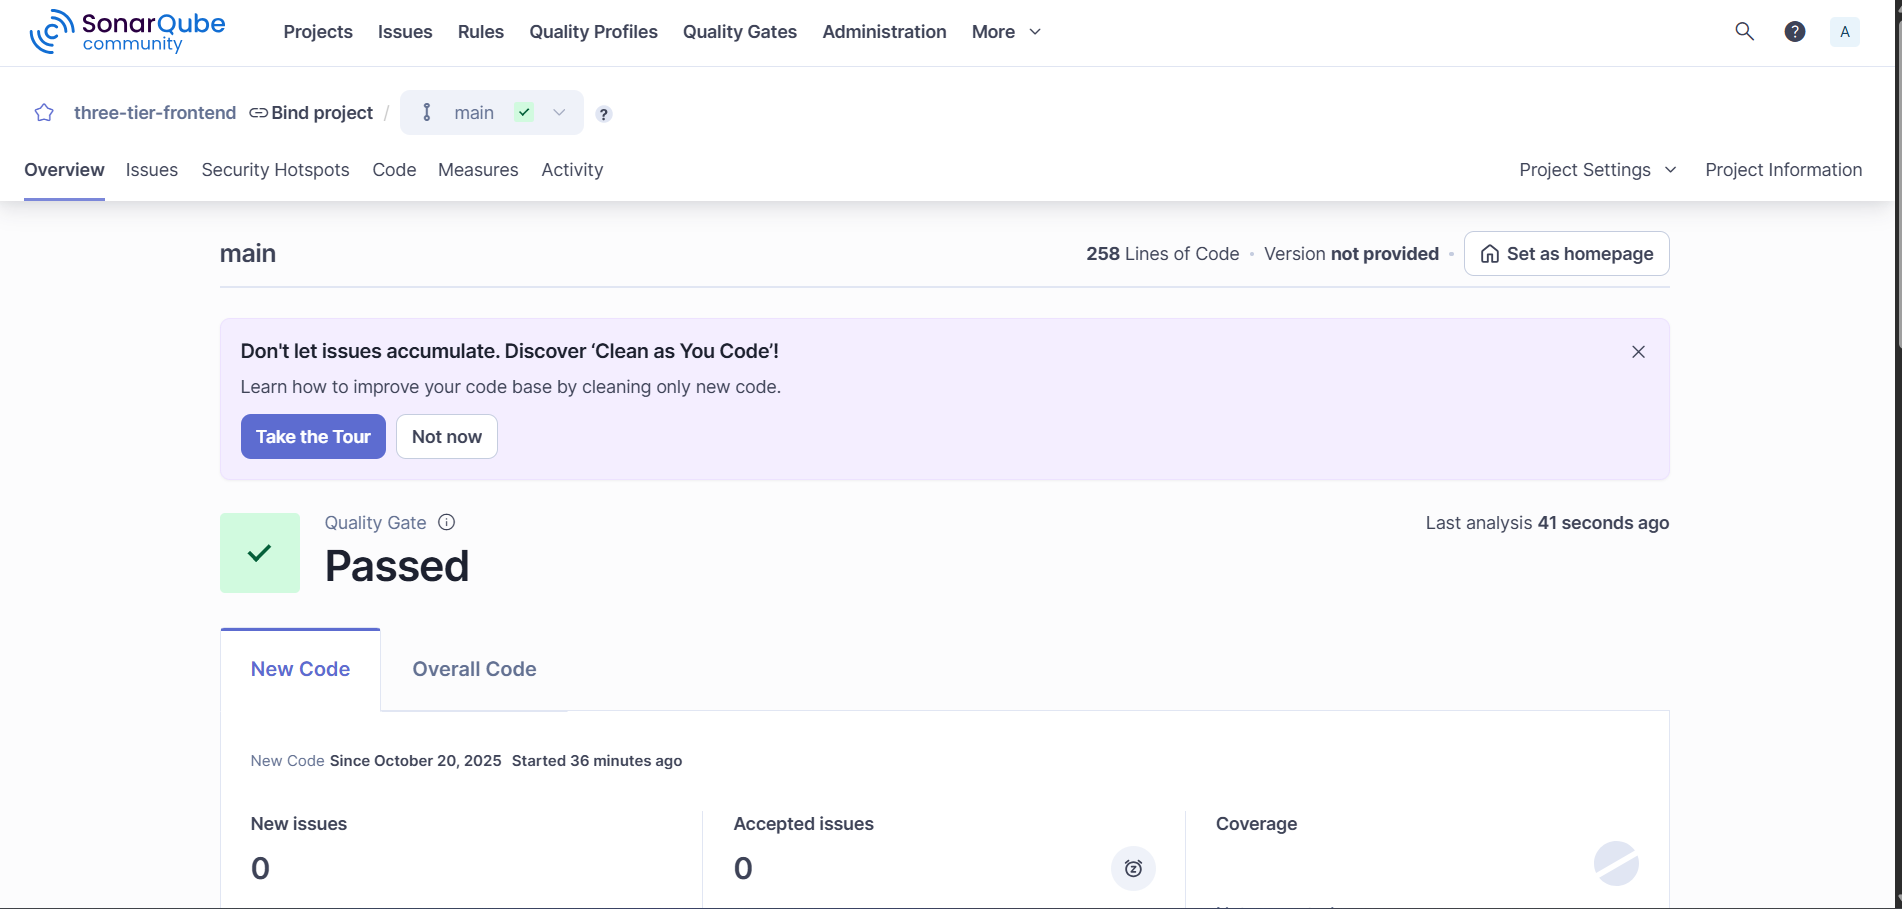 SonarQube community
Projects Issues Rules Quality Profiles Quality Gates Administration More ? A
three-tier-frontend Bind project / main ?
Overview Issues Security Hotspots Code Measures Activity Project Settings Project Information
main 258 Lines of Code • Version not provided • Set as homepage
Don't let issues accumulate. Discover ‘Clean as You Code’!
Learn how to improve your code base by cleaning only new code.
Take the Tour Not now
Quality Gate Last analysis 41 seconds ago
Passed
New Code Overall Code
New Code Since October 20, 2025 Started 36 minutes ago
New issues Accepted issues Coverage
0 0